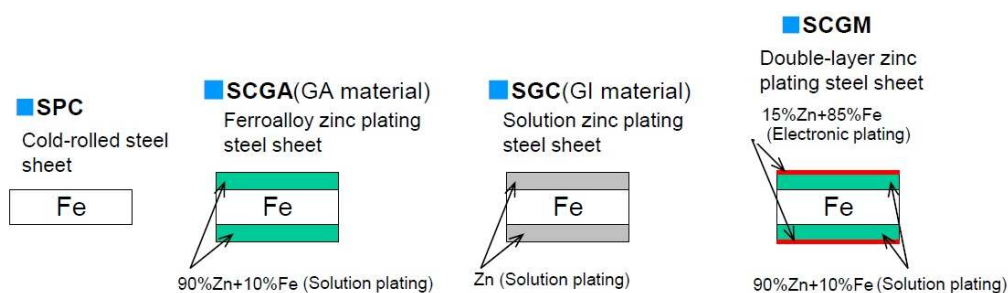 SPC
Cold-rolled steel
sheet
Fe
SCGA(GA material)
Ferroalloy zinc plating
steel sheet
Fe
90%Zn+10%Fe (Solution plating)
SGC(GI material)
Solution zinc plating
steel sheet
Fe
Zn (Solution plating)
SCGM
Double-layer zinc
plating steel sheet
15%Zn+85%Fe
(Electronic plating)
Fe
90%Zn+10%Fe (Solution plating)